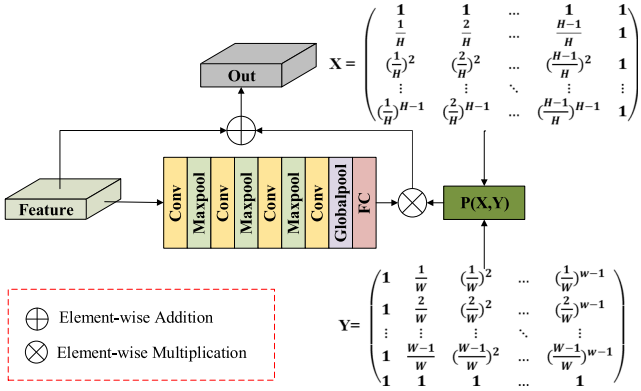 X = ( 1 1 ... 1 1
1/H 2/H ... H−1/H 1
(1/H)² (2/H)² ... (H−1/H)² 1
⋮ ⋮ ⋱ ⋮ ⋮
(1/H)^H−1 (2/H)^H−1 ... (H−1/H)^H−1 1 )
Out
Feature
Conv
Maxpool
Conv
Maxpool
Conv
Maxpool
Conv
Globalpool
FC
P(X,Y)
Element-wise Addition
Element-wise Multiplication
Y= ( 1 1/W (1/W)² ... (1/W)^w−1
1 2/W (2/W)² ... (2/W)^w−1
⋮ ⋮ ⋮ ⋱ ⋮
1 W−1/W (W−1/W)² ... (W−1/W)^w−1
1 1 1 ... 1 )